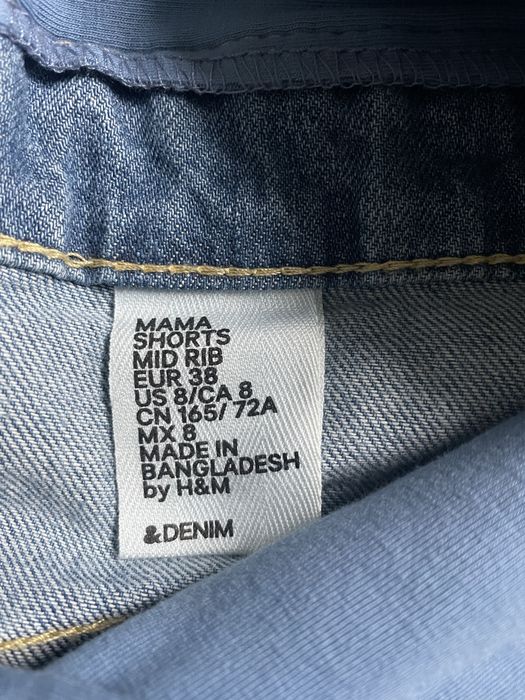 MAMA
SHORTS
MID RIB
EUR 38
US 8/CA 8
CN 165/ 72A
MX 8
MADE IN
BANGLADESH
by H&M
&DENIM